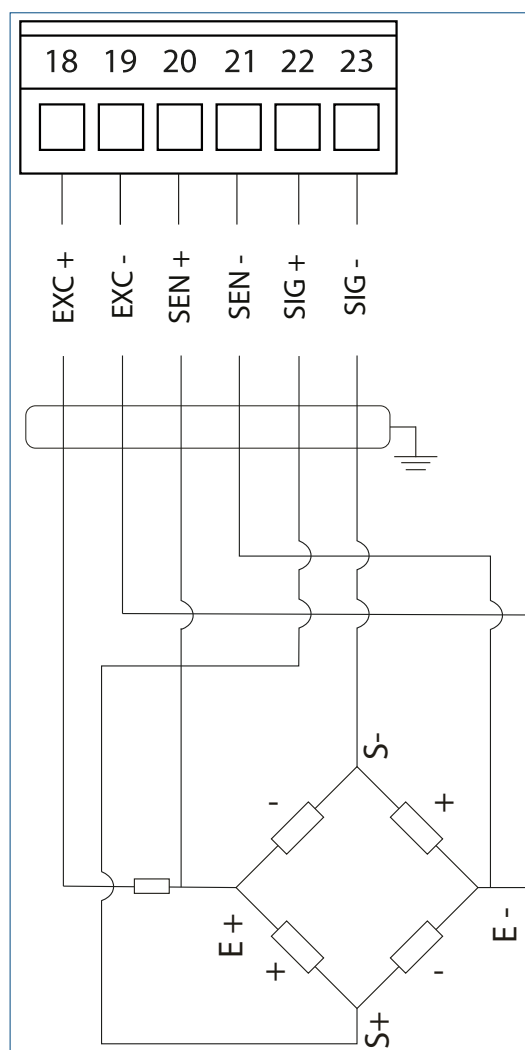 18 19 20 21 22 23
EXC + EXC - SEN + SEN - SIG + SIG -
S-
- +
E + E -
+ -
S+